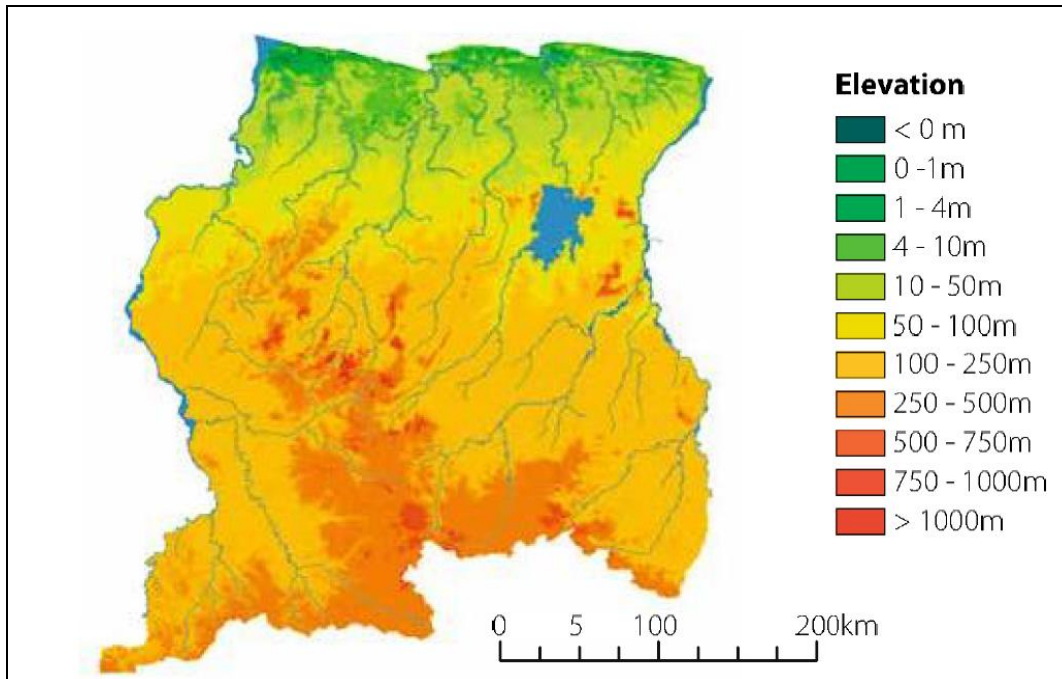 Elevation
< 0 m
0 -1m
1 - 4m
4 - 10m
10 - 50m
50 - 100m
100 - 250m
250 - 500m
500 - 750m
750 - 1000m
> 1000m
0 5 100 200km